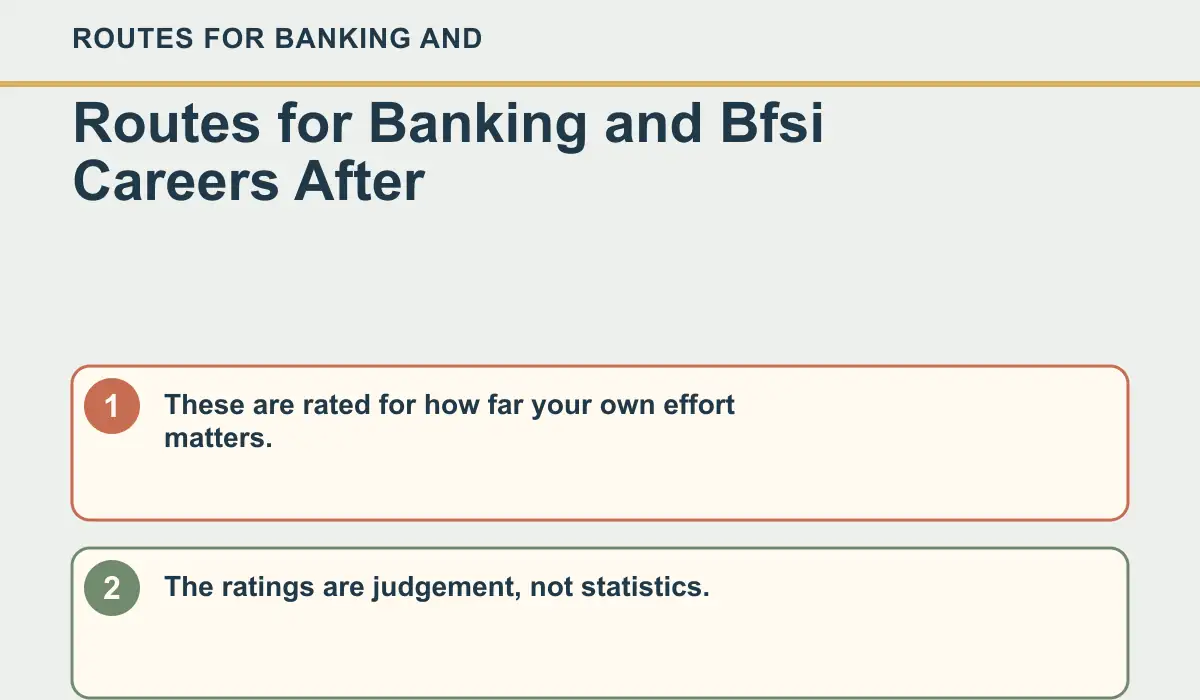 ROUTES FOR BANKING AND
Routes for Banking and Bfsi
Careers After
1
These are rated for how far your own effort
matters.
2
The ratings are judgement, not statistics.